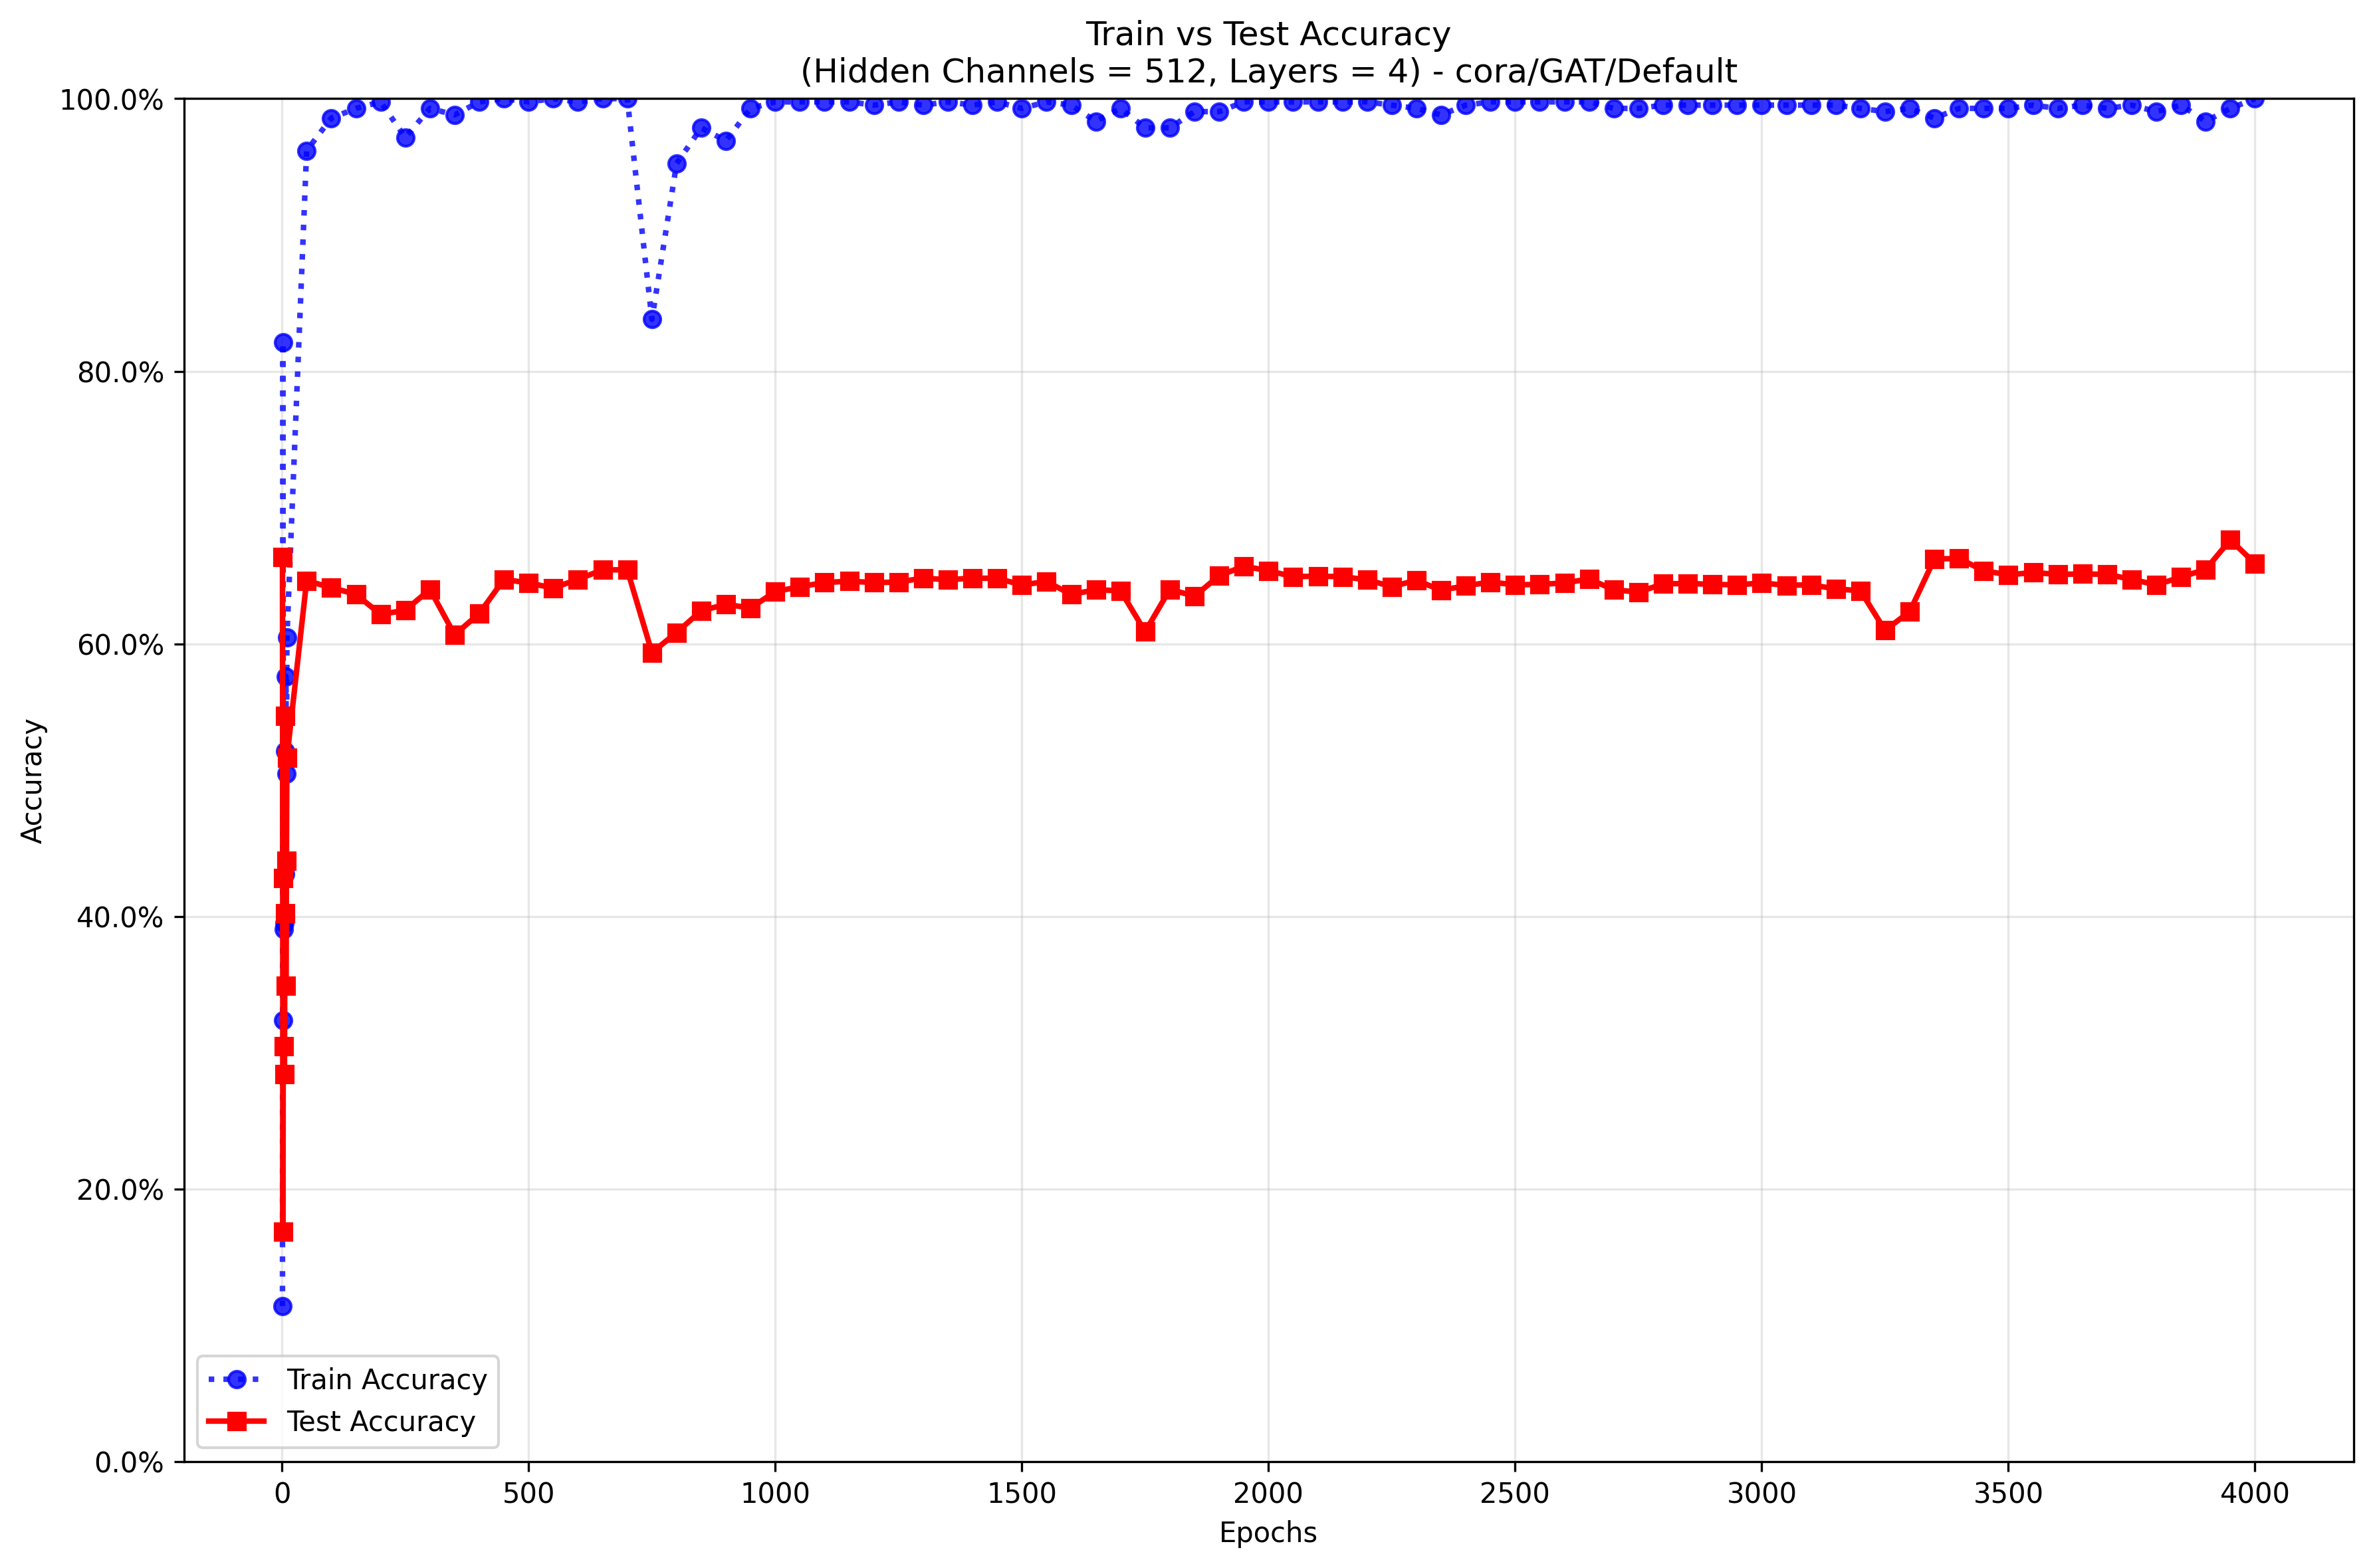 Train vs Test Accuracy
(Hidden Channels = 512, Layers = 4) - cora/GAT/Default
100.0%
80.0%
60.0%
40.0%
20.0%
0.0%
Accuracy
Train Accuracy
Test Accuracy
0 500 1000 1500 2000 2500 3000 3500 4000
Epochs